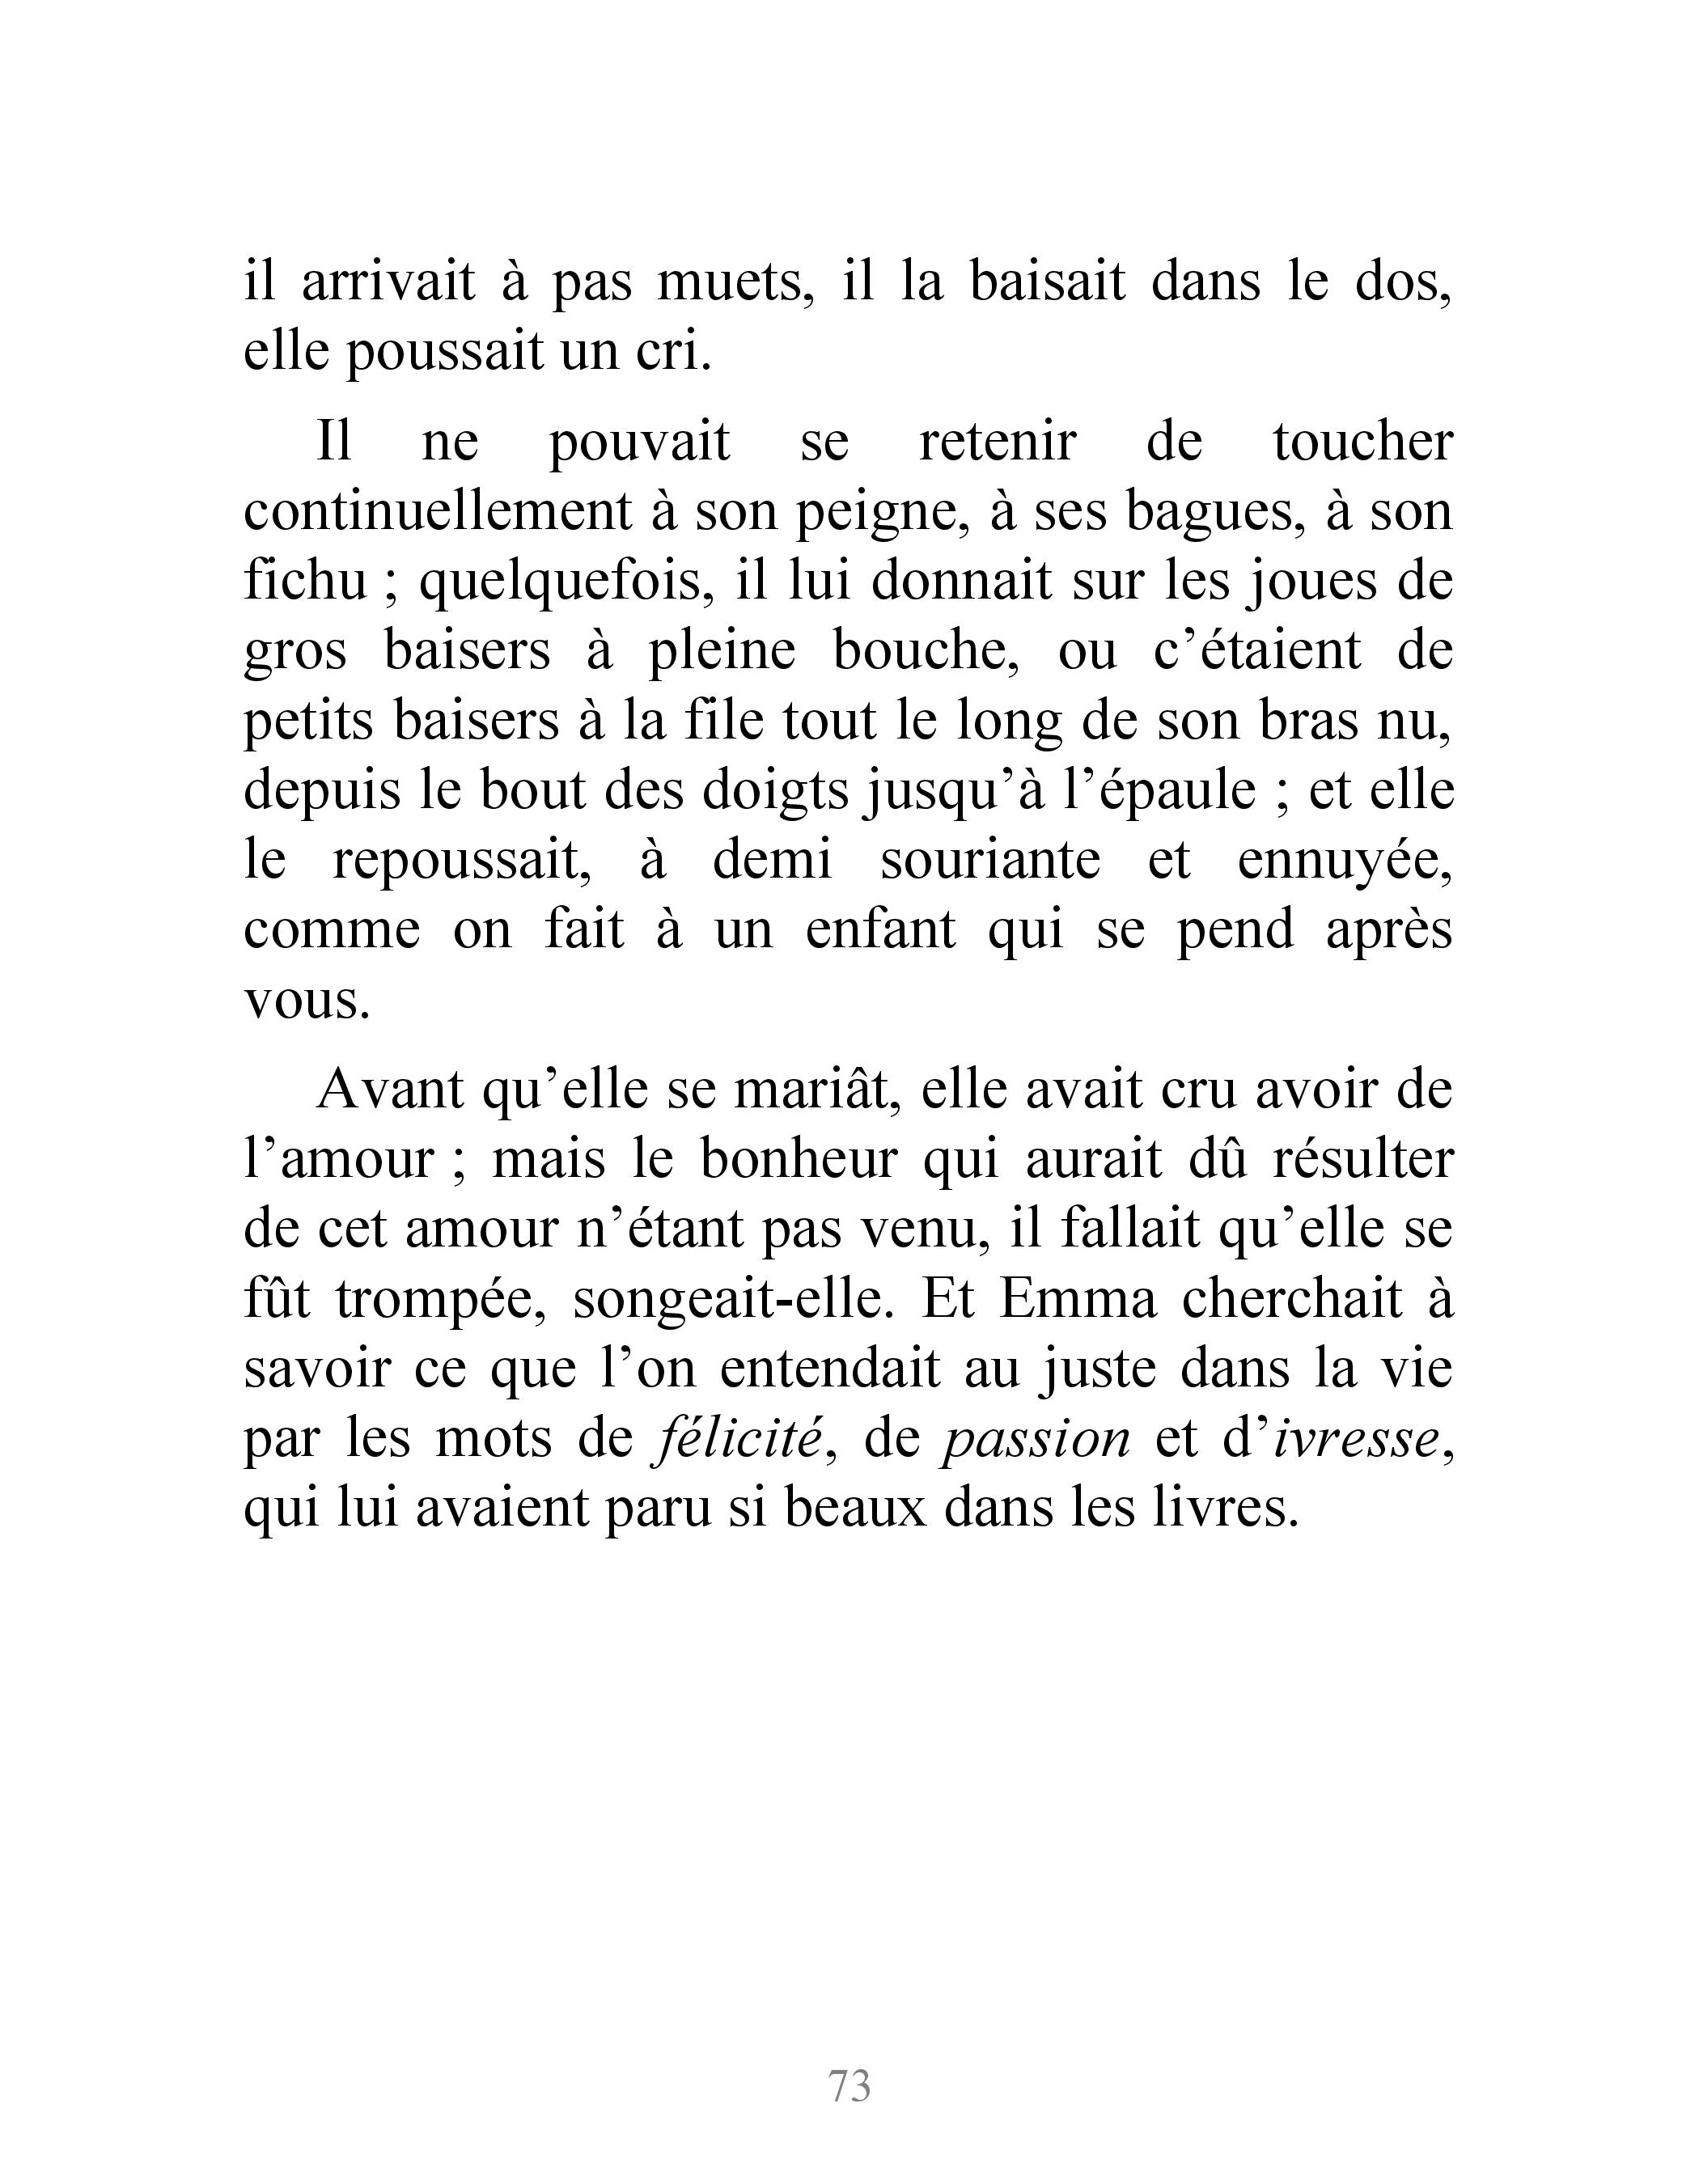 il arrivait à pas muets, il la baisait dans le dos,
elle poussait un cri.
Il ne pouvait se retenir de toucher
continuellement à son peigne, à ses bagues, à son
fichu ; quelquefois, il lui donnait sur les joues de
gros baisers à pleine bouche, ou c’étaient de
petits baisers à la file tout le long de son bras nu,
depuis le bout des doigts jusqu’à l’épaule ; et elle
le repoussait, à demi souriante et ennuyée,
comme on fait à un enfant qui se pend après
vous.
Avant qu’elle se mariât, elle avait cru avoir de
l’amour ; mais le bonheur qui aurait dû résulter
de cet amour n’étant pas venu, il fallait qu’elle se
fût trompée, songeait-elle. Et Emma cherchait à
savoir ce que l’on entendait au juste dans la vie
par les mots de félicité, de passion et d’ivresse,
qui lui avaient paru si beaux dans les livres.
73